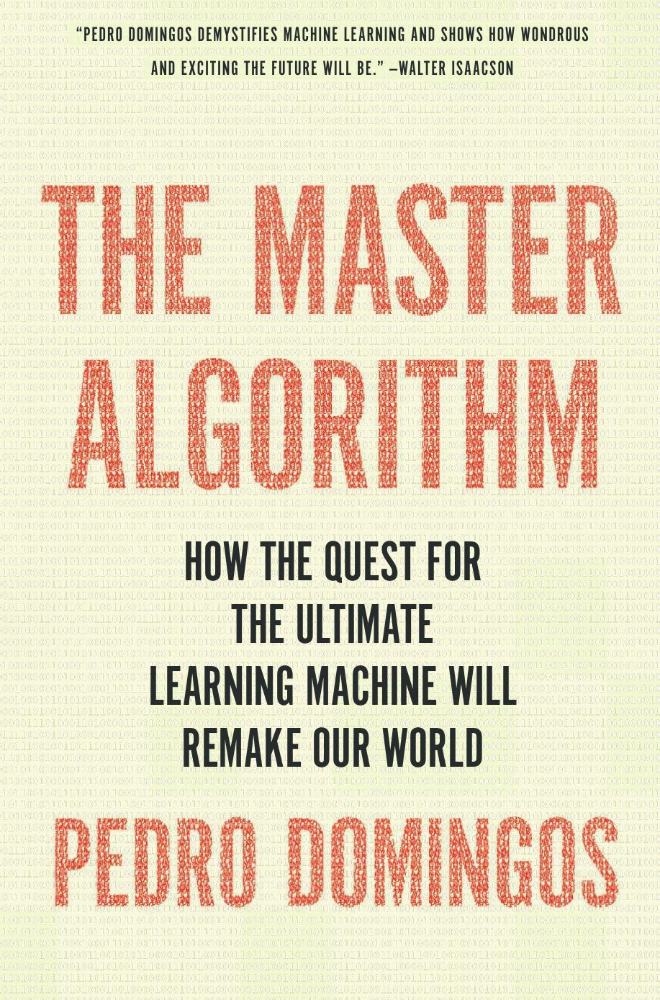 “PEDRO DOMINGOS DEMYSTIFIES MACHINE LEARNING AND SHOWS HOW WONDROUS
AND EXCITING THE FUTURE WILL BE.” –WALTER ISAACSON
THE MASTER
ALGORITHM
HOW THE QUEST FOR
THE ULTIMATE
LEARNING MACHINE WILL
REMAKE OUR WORLD
PEDRO DOMINGOS